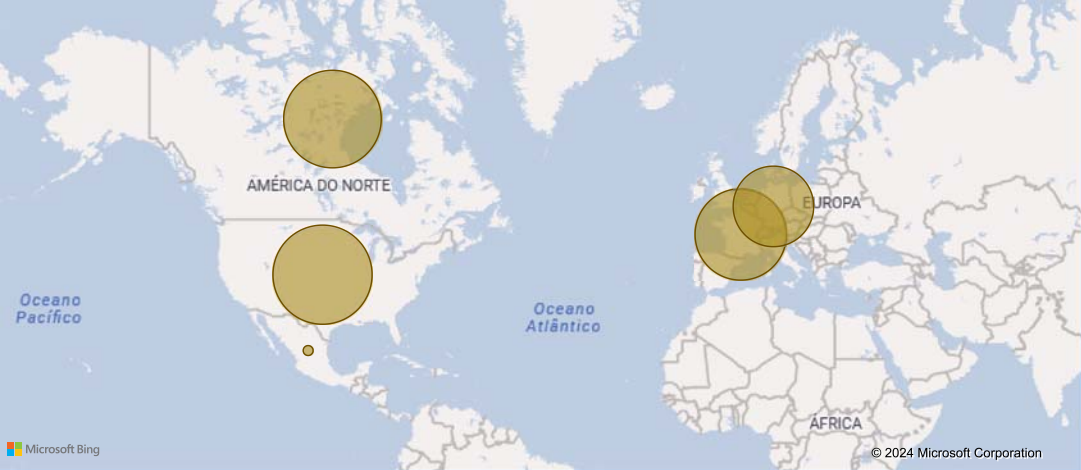 AMÉRICA DO NORTE
EUROPA
Oceano
Pacífico
Oceano
Atlântico
ÁFRICA
Microsoft Bing
© 2024 Microsoft Corporation